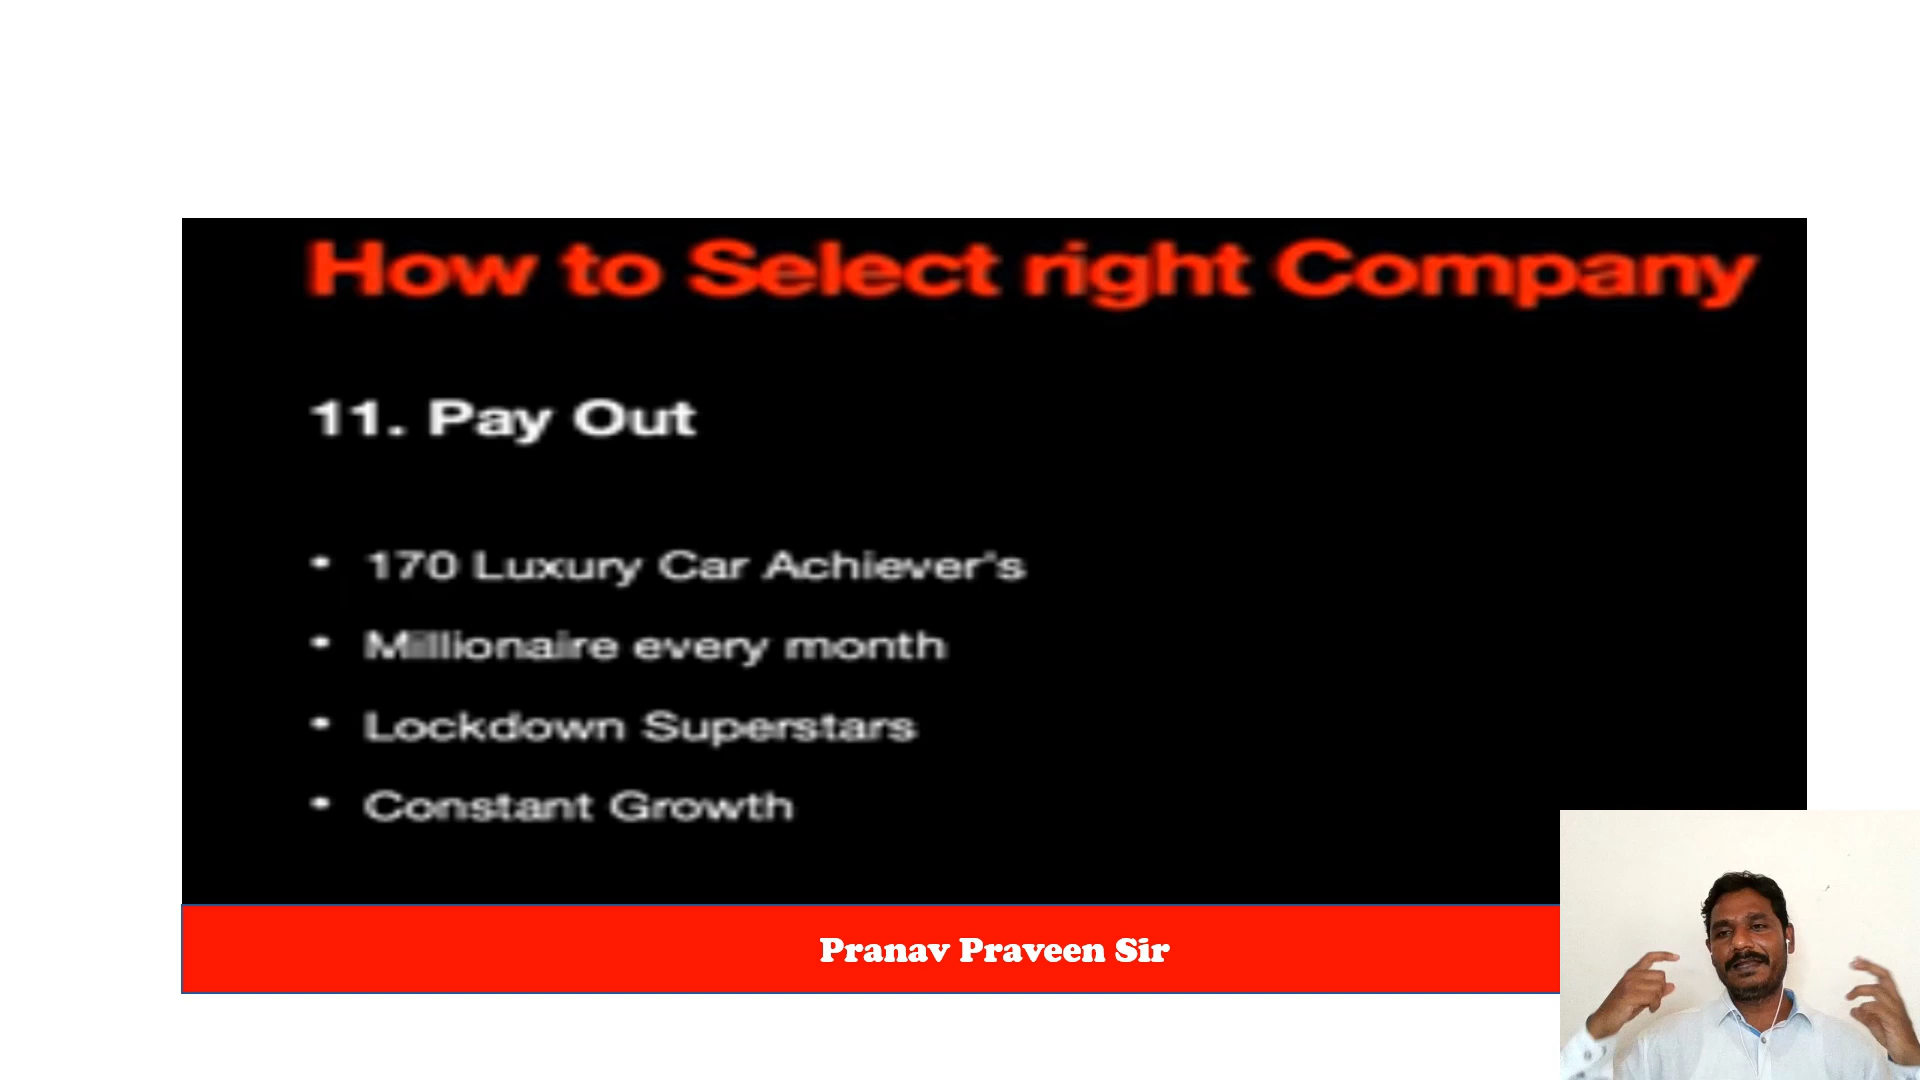 How to Select right Company
11. Pay Out
• 170 Luxury Car Achiever's
• Millionaire every month
• Lockdown Superstars
• Constant Growth
Pranav Praveen Sir